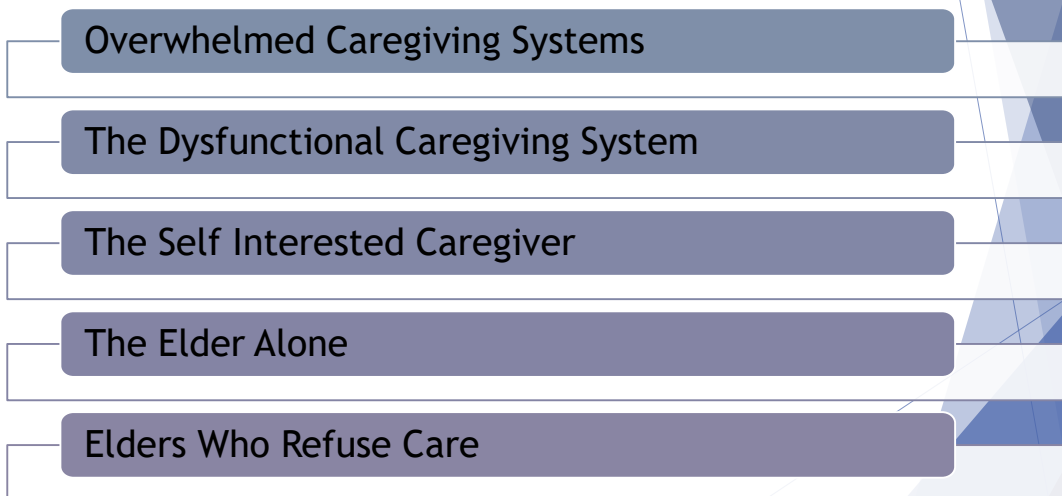 Overwhelmed Caregiving Systems
The Dysfunctional Caregiving System
The Self Interested Caregiver
The Elder Alone
Elders Who Refuse Care